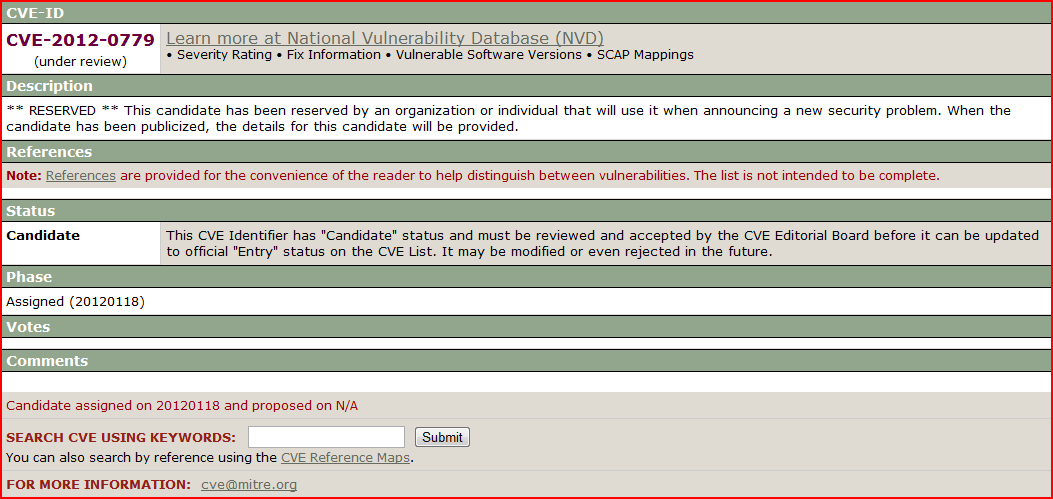 CVE-ID
CVE-2012-0779
(under review)
Learn more at National Vulnerability Database (NVD)
• Severity Rating • Fix Information • Vulnerable Software Versions • SCAP Mappings
Description
** RESERVED ** This candidate has been reserved by an organization or individual that will use it when announcing a new security problem. When the
candidate has been publicized, the details for this candidate will be provided.
References
Note: References are provided for the convenience of the reader to help distinguish between vulnerabilities. The list is not intended to be complete.
Status
Candidate
This CVE Identifier has "Candidate" status and must be reviewed and accepted by the CVE Editorial Board before it can be updated
to official "Entry" status on the CVE List. It may be modified or even rejected in the future.
Phase
Assigned (20120118)
Votes
Comments
Candidate assigned on 20120118 and proposed on N/A
SEARCH CVE USING KEYWORDS: Submit
You can also search by reference using the CVE Reference Maps.
FOR MORE INFORMATION: cve@mitre.org